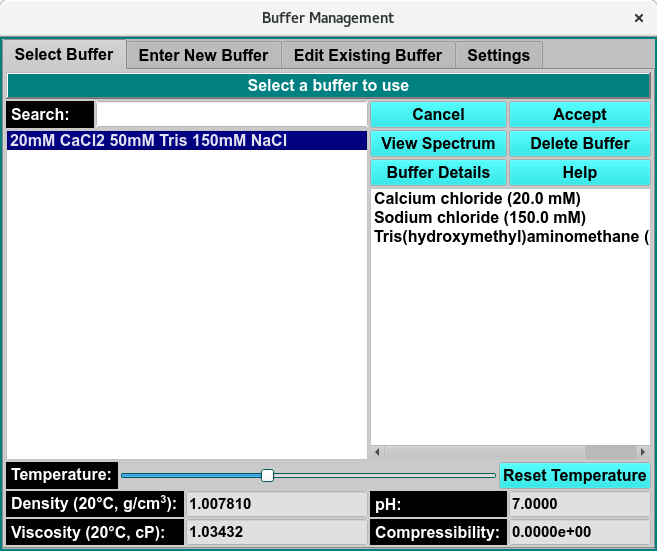 Buffer Management
Select Buffer
Enter New Buffer
Edit Existing Buffer
Settings
Select a buffer to use
Search:
Cancel
Accept
20mM CaCl2 50mM Tris 150mM NaCl
View Spectrum
Delete Buffer
Buffer Details
Help
Calcium chloride (20.0 mM)
Sodium chloride (150.0 mM)
Tris(hydroxymethyl)aminomethane (
Temperature:
Reset Temperature
Density (20°C, g/cm³):
1.007810
pH:
7.0000
Viscosity (20°C, cP):
1.03432
Compressibility:
0.0000e+00